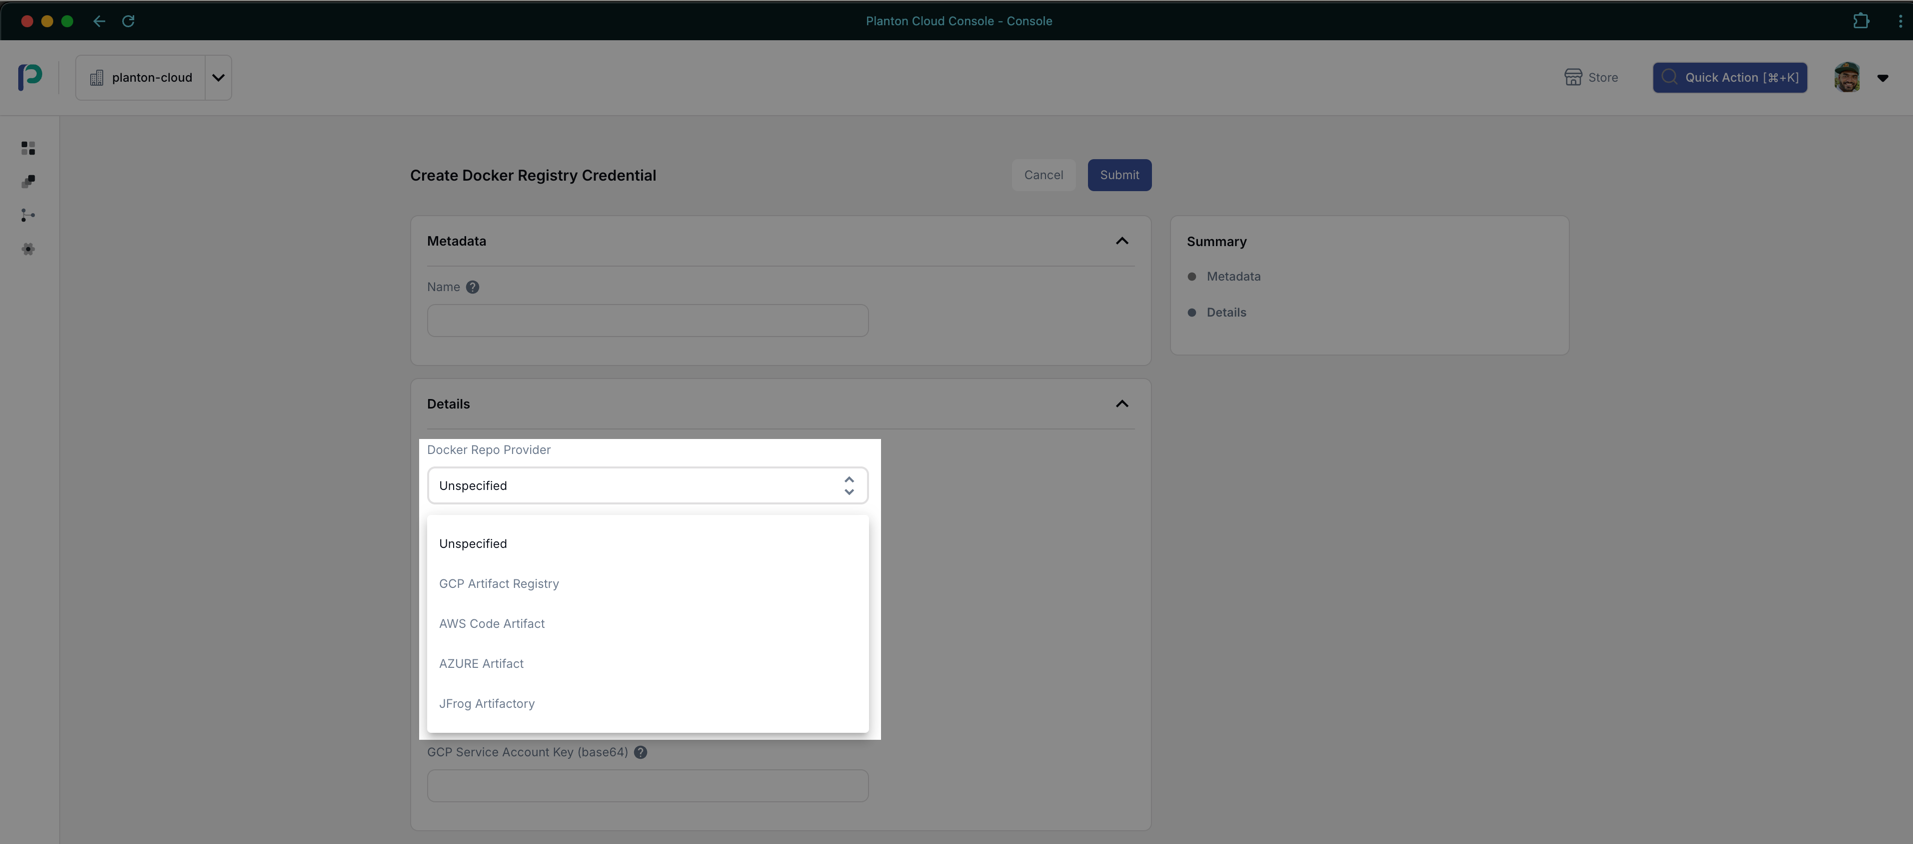 Planton Cloud Console - Console
planton-cloud
Store
Quick Action [⌘+K]
Create Docker Registry Credential
Cancel
Submit
Metadata
Name
Summary
Metadata
Details
Details
Docker Repo Provider
Unspecified
Unspecified
GCP Artifact Registry
AWS Code Artifact
AZURE Artifact
JFrog Artifactory
GCP Service Account Key (base64)